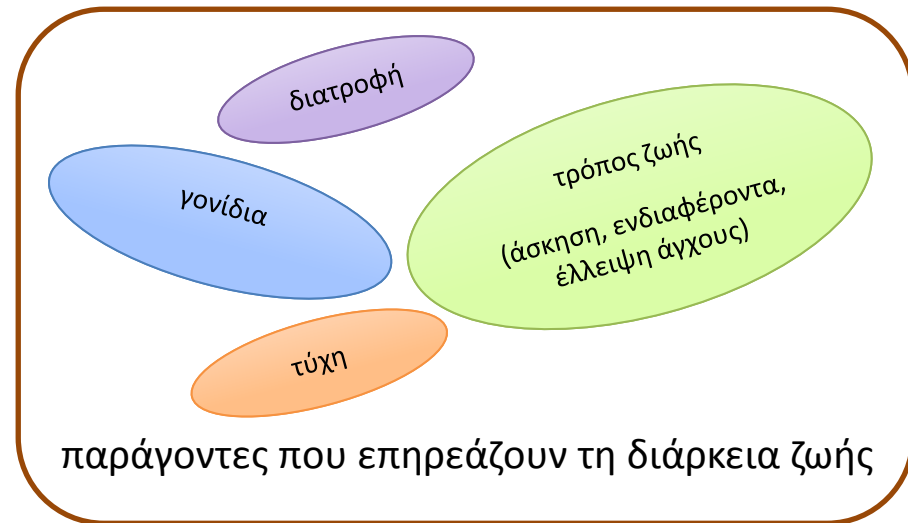 διατροφή
γονίδια
τρόπος ζωής
(άσκηση, ενδιαφέροντα,
έλλειψη άγχους)
τύχη
παράγοντες που επηρεάζουν τη διάρκεια ζωής